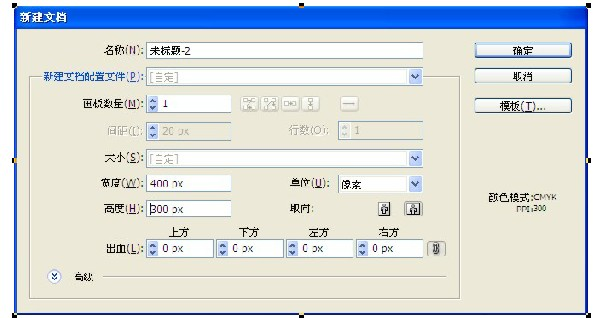 新建文档
名称(N): 未标题-2
确定
新建文档配置文件(P): [自定]
取消
画板数量(M): 1
模板(T)...
间距(I): 20 px 行数(O): 1
大小(S): [自定]
宽度(W): 400 px 单位(U): 像素
颜色模式:CMYK
PPI:300
高度(H): 300 px 取向:
上方 下方 左方 右方
出血(L): 0 px 0 px 0 px 0 px
高级